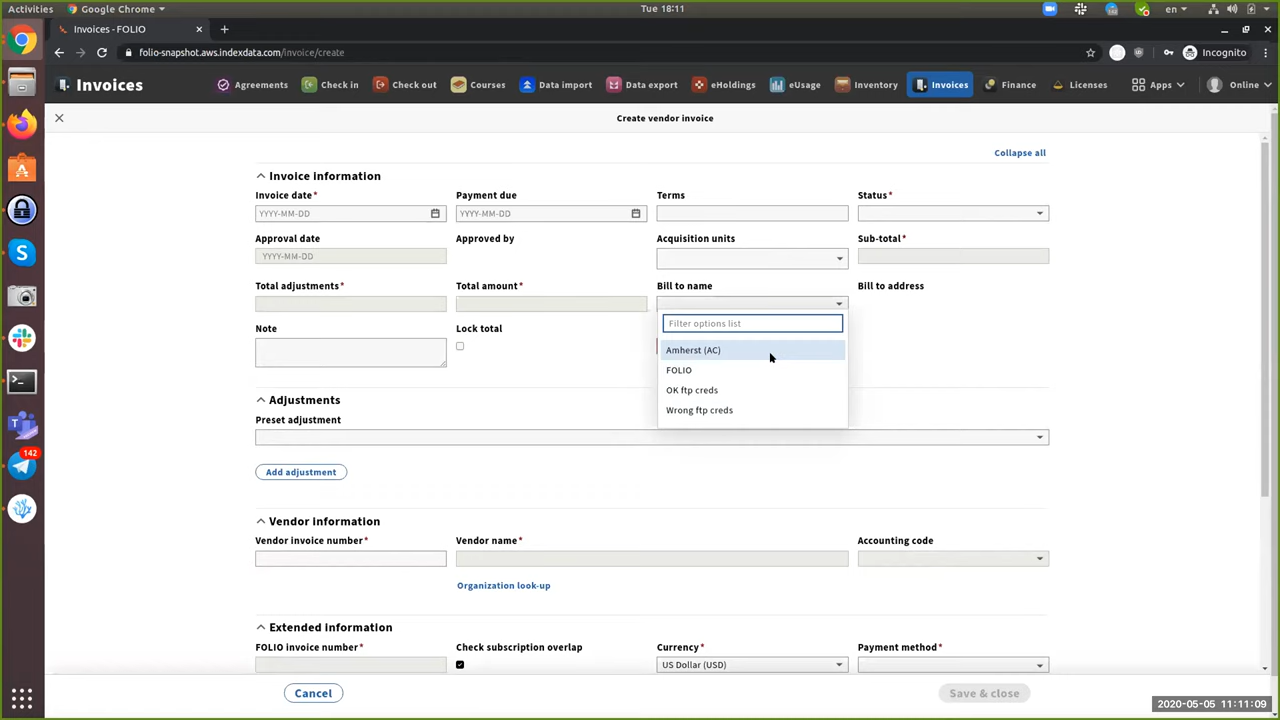 Activities Google Chrome Tue 18:11 en
Invoices - FOLIO
folio-snapshot.aws.indexdata.com/invoice/create Incognito
Invoices Agreements Check in Check out Courses Data import Data export eHoldings eUsage Inventory Invoices Finance Licenses Apps Online
Create vendor invoice
Collapse all
Invoice information
Invoice date* Payment due Terms Status*
YYYY-MM-DD YYYY-MM-DD
Approval date Approved by Acquisition units Sub-total*
YYYY-MM-DD
Total adjustments* Total amount* Bill to name Bill to address
Filter options list
Note Lock total
Amherst (AC)
FOLIO
OK ftp creds
Wrong ftp creds
Adjustments
Preset adjustment
Add adjustment
142
Vendor information
Vendor invoice number* Vendor name* Accounting code
Organization look-up
Extended information
FOLIO invoice number* Check subscription overlap Currency* Payment method*
US Dollar (USD)
Cancel Save & close
2020-05-05 11:11:09